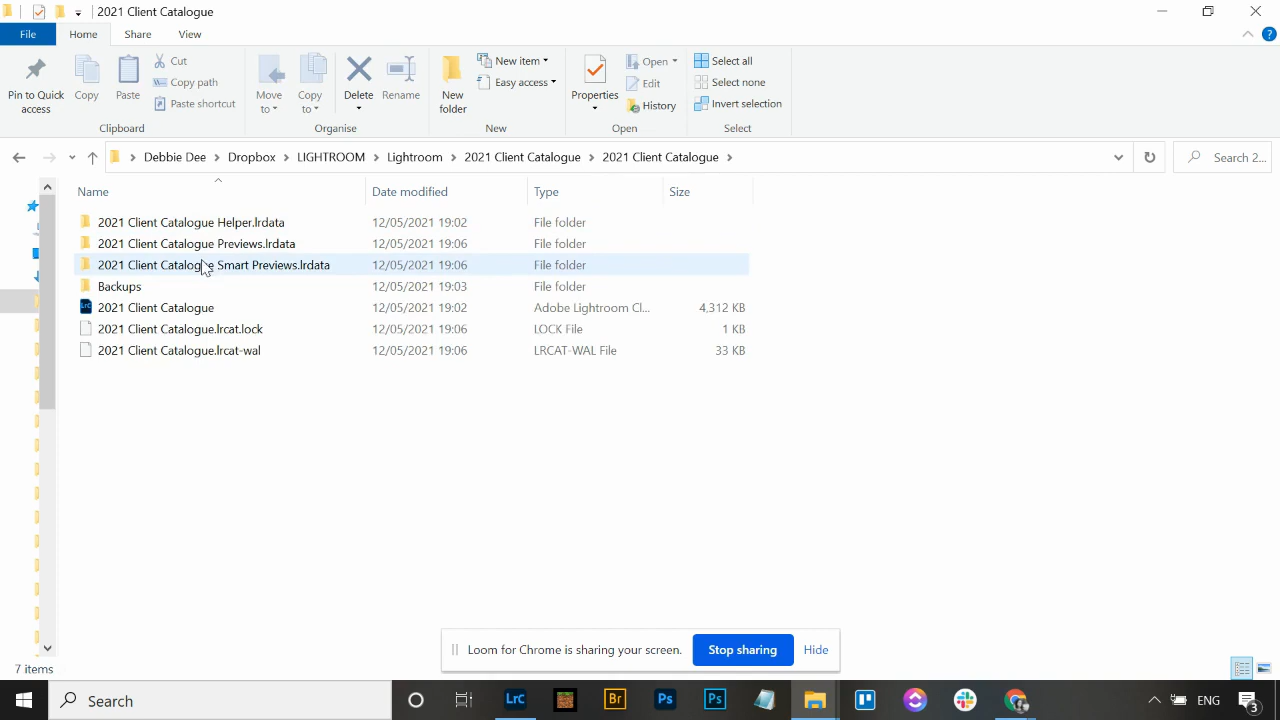 2021 Client Catalogue
File Home Share View
Pin to Quick access
Copy
Paste
Cut
Copy path
Paste shortcut
Clipboard
Move to
Copy to
Delete
Rename
Organise
New folder
New item
Easy access
New
Properties
Open
Edit
History
Open
Select all
Select none
Invert selection
Select
Debbie Dee > Dropbox > LIGHTROOM > Lightroom > 2021 Client Catalogue > 2021 Client Catalogue >
Search 2...
Name Date modified Type Size
2021 Client Catalogue Helper.lrdata 12/05/2021 19:02 File folder
2021 Client Catalogue Previews.lrdata 12/05/2021 19:06 File folder
2021 Client Catalogue Smart Previews.lrdata 12/05/2021 19:06 File folder
Backups 12/05/2021 19:03 File folder
2021 Client Catalogue 12/05/2021 19:02 Adobe Lightroom Cl... 4,312 KB
2021 Client Catalogue.lrcat.lock 12/05/2021 19:06 LOCK File 1 KB
2021 Client Catalogue.lrcat-wal 12/05/2021 19:06 LRCAT-WAL File 33 KB
Loom for Chrome is sharing your screen. Stop sharing Hide
7 items
Search
LrC Br Ps Ps
ENG 3